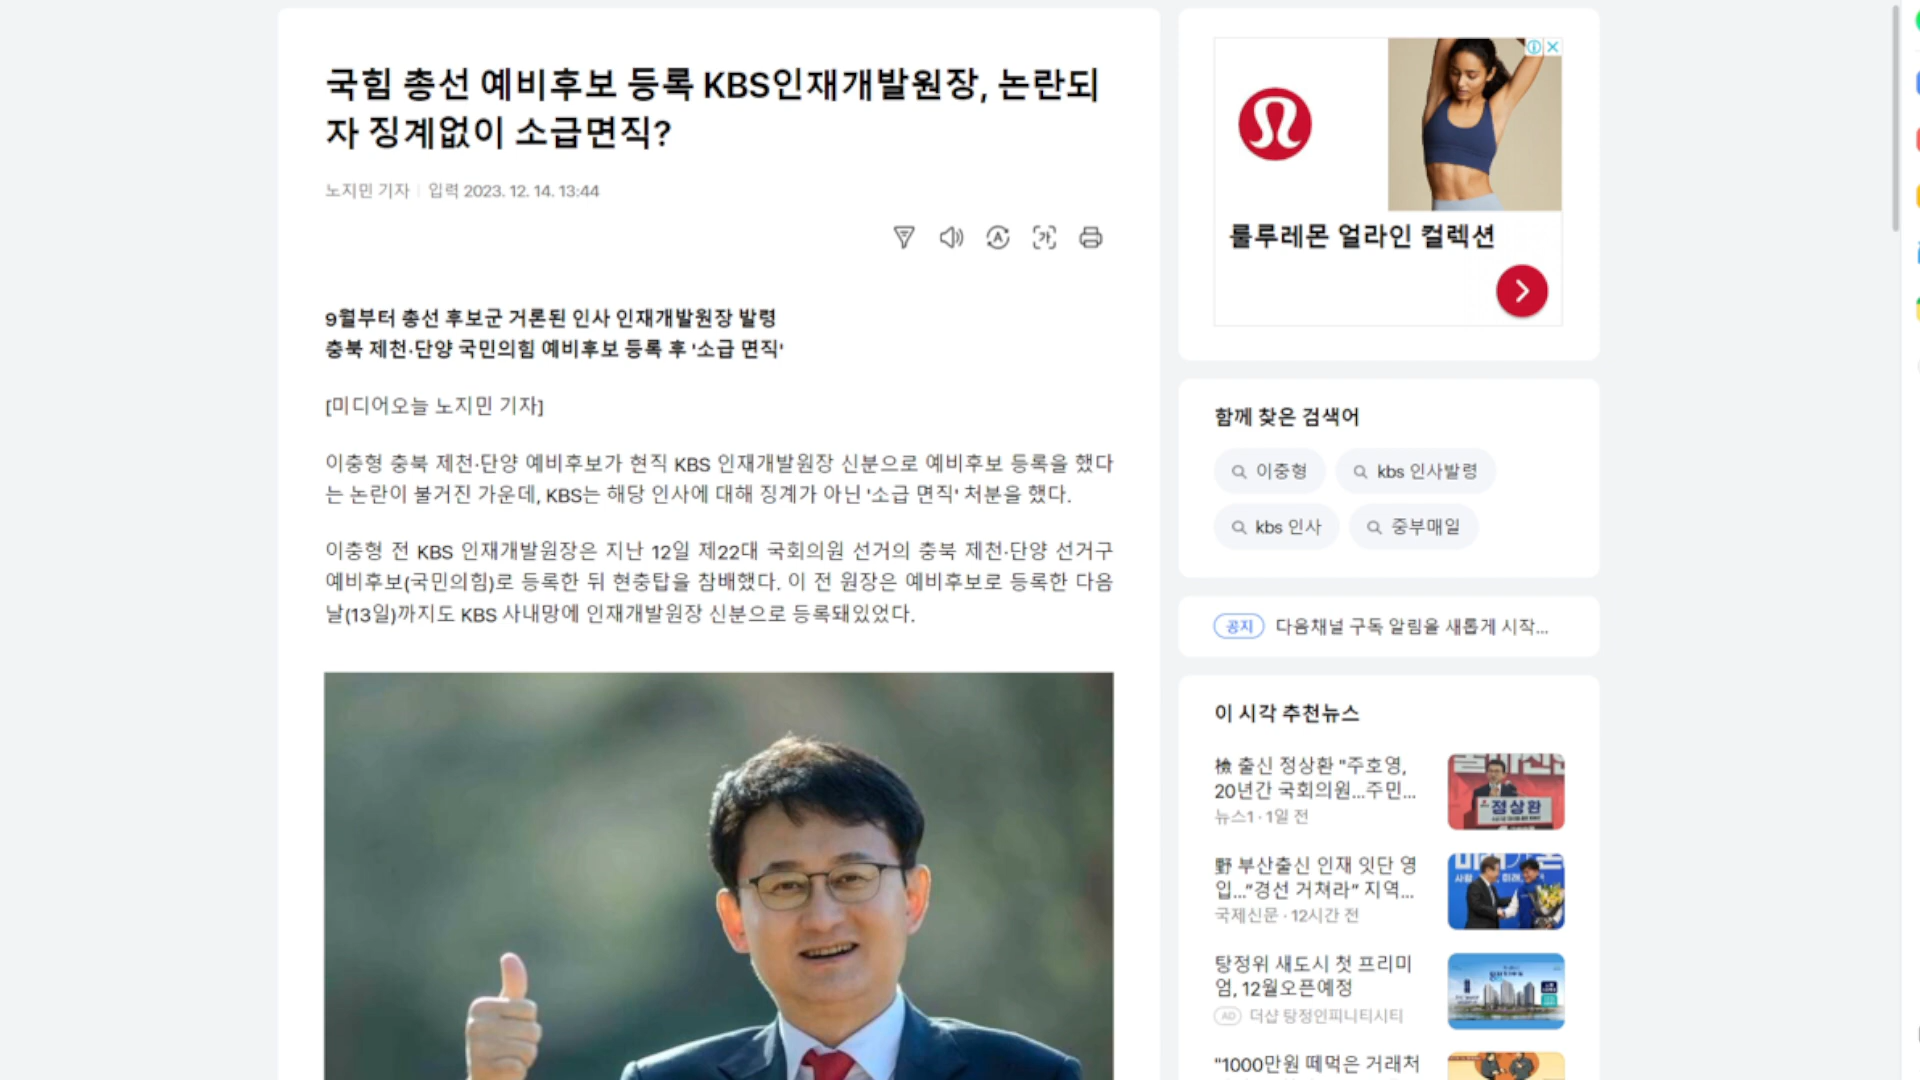 국힘 총선 예비후보 등록 KBS인재개발원장, 논란되
자 징계없이 소급면직?
노지민 기자 입력 2023. 12. 14. 13:44
9월부터 총선 후보군 거론된 인사 인재개발원장 발령
충북 제천·단양 국민의힘 예비후보 등록 후 '소급 면직'
[미디어오늘 노지민 기자]
이충형 충북 제천·단양 예비후보가 현직 KBS 인재개발원장 신분으로 예비후보 등록을 했다
는 논란이 불거진 가운데, KBS는 해당 인사에 대해 징계가 아닌 '소급 면직' 처분을 했다.
이충형 전 KBS 인재개발원장은 지난 12일 제22대 국회의원 선거의 충북 제천·단양 선거구
예비후보(국민의힘)로 등록한 뒤 현충탑을 참배했다. 이 전 원장은 예비후보로 등록한 다음
날(13일)까지도 KBS 사내망에 인재개발원장 신분으로 등록돼있었다.
룰루레몬 얼라인 컬렉션
함께 찾은 검색어
이중형
kbs 인사발령
kbs 인사
중부매일
공지 다음채널 구독 알림을 새롭게 시작...
이 시각 추천뉴스
檢 출신 정상환 "주호영,
20년간 국회의원...주민...
뉴스1 · 1일 전
정상환
野 부산출신 인재 잇단 영
입..."경선 거쳐라" 지역...
국제신문 · 12시간 전
탕정위 새도시 첫 프리미
엄, 12월오픈예정
AD 더샵 탕정인피니티시티
"1000만원 떼먹은 거래처